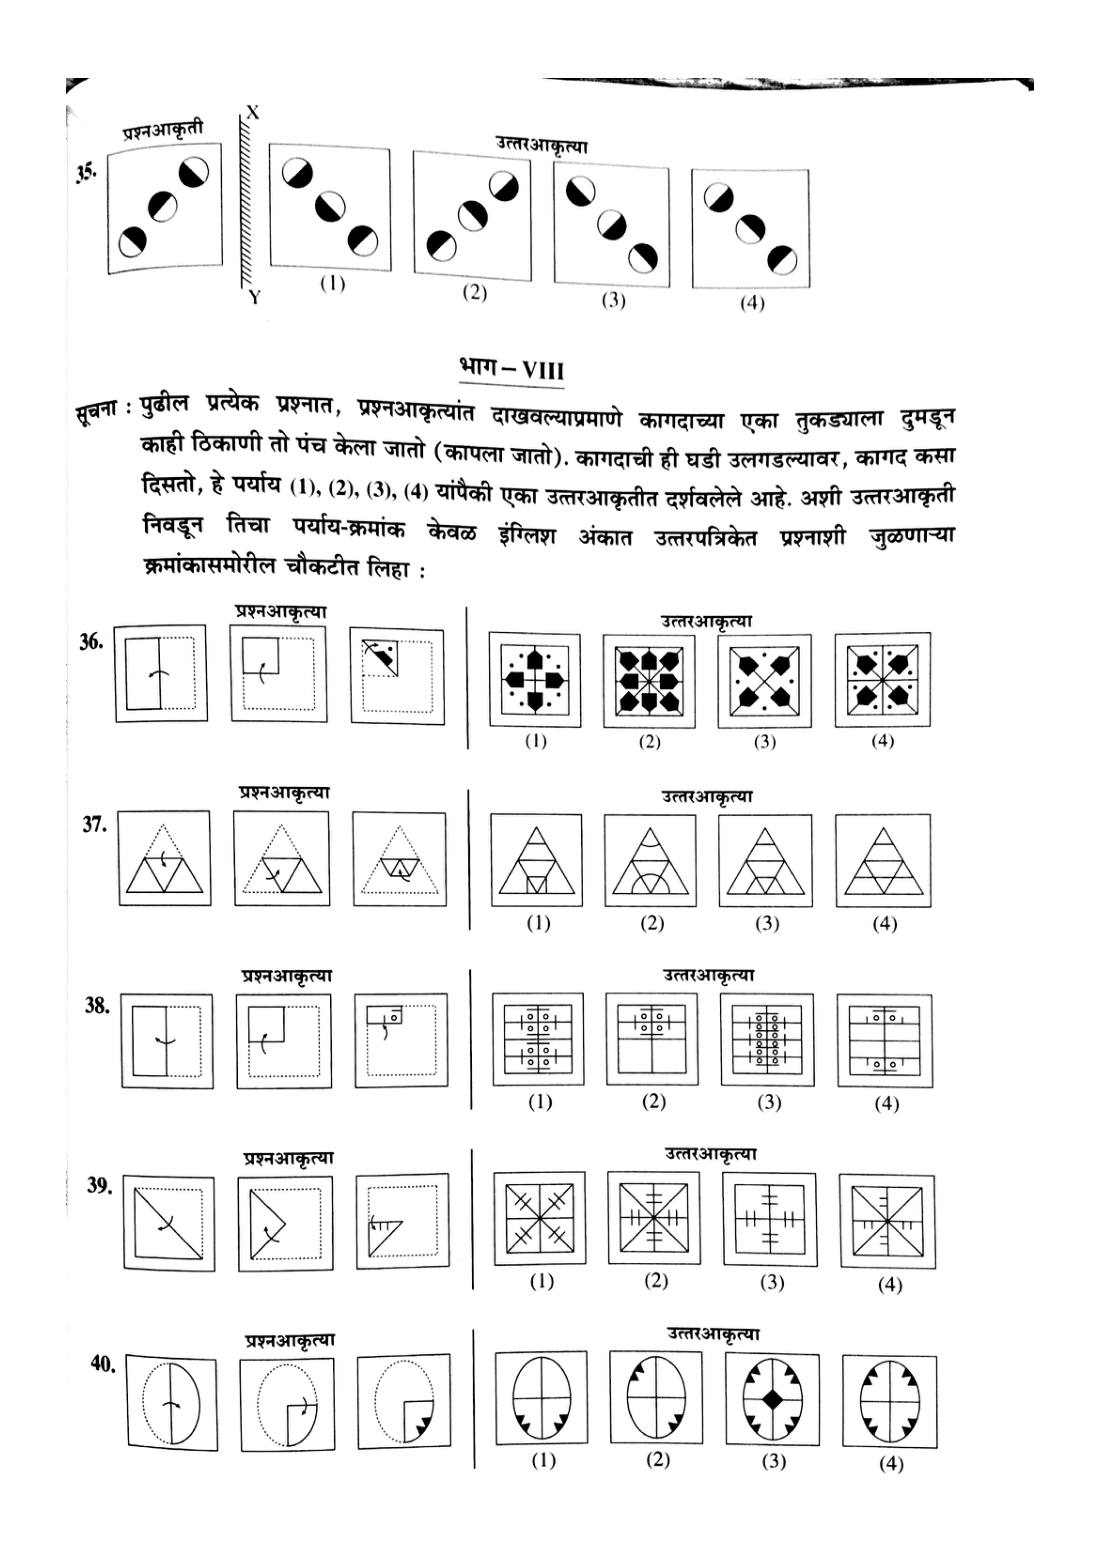 X
प्रश्नआकृती
उत्तरआकृत्या
35.
Y
(1) (2) (3) (4)
भाग – VIII
सूचना : पुढील प्रत्येक प्रश्नात, प्रश्नआकृत्यांत दाखवल्याप्रमाणे कागदाच्या एका तुकड्याला दुमडून
काही ठिकाणी तो पंच केला जातो (कापला जातो). कागदाची ही घडी उलगडल्यावर, कागद कसा
दिसतो, हे पर्याय (1), (2), (3), (4) यांपैकी एका उत्तरआकृतीत दर्शवलेले आहे. अशी उत्तरआकृती
निवडून तिचा पर्याय-क्रमांक केवळ इंग्लिश अंकात उत्तरपत्रिकेत प्रश्नाशी जुळणाऱ्या
क्रमांकासमोरील चौकटीत लिहा :
प्रश्नआकृत्या उत्तरआकृत्या
36.
(1) (2) (3) (4)
प्रश्नआकृत्या उत्तरआकृत्या
37.
(1) (2) (3) (4)
प्रश्नआकृत्या उत्तरआकृत्या
38.
(1) (2) (3) (4)
प्रश्नआकृत्या उत्तरआकृत्या
39.
(1) (2) (3) (4)
प्रश्नआकृत्या उत्तरआकृत्या
40.
(1) (2) (3) (4)